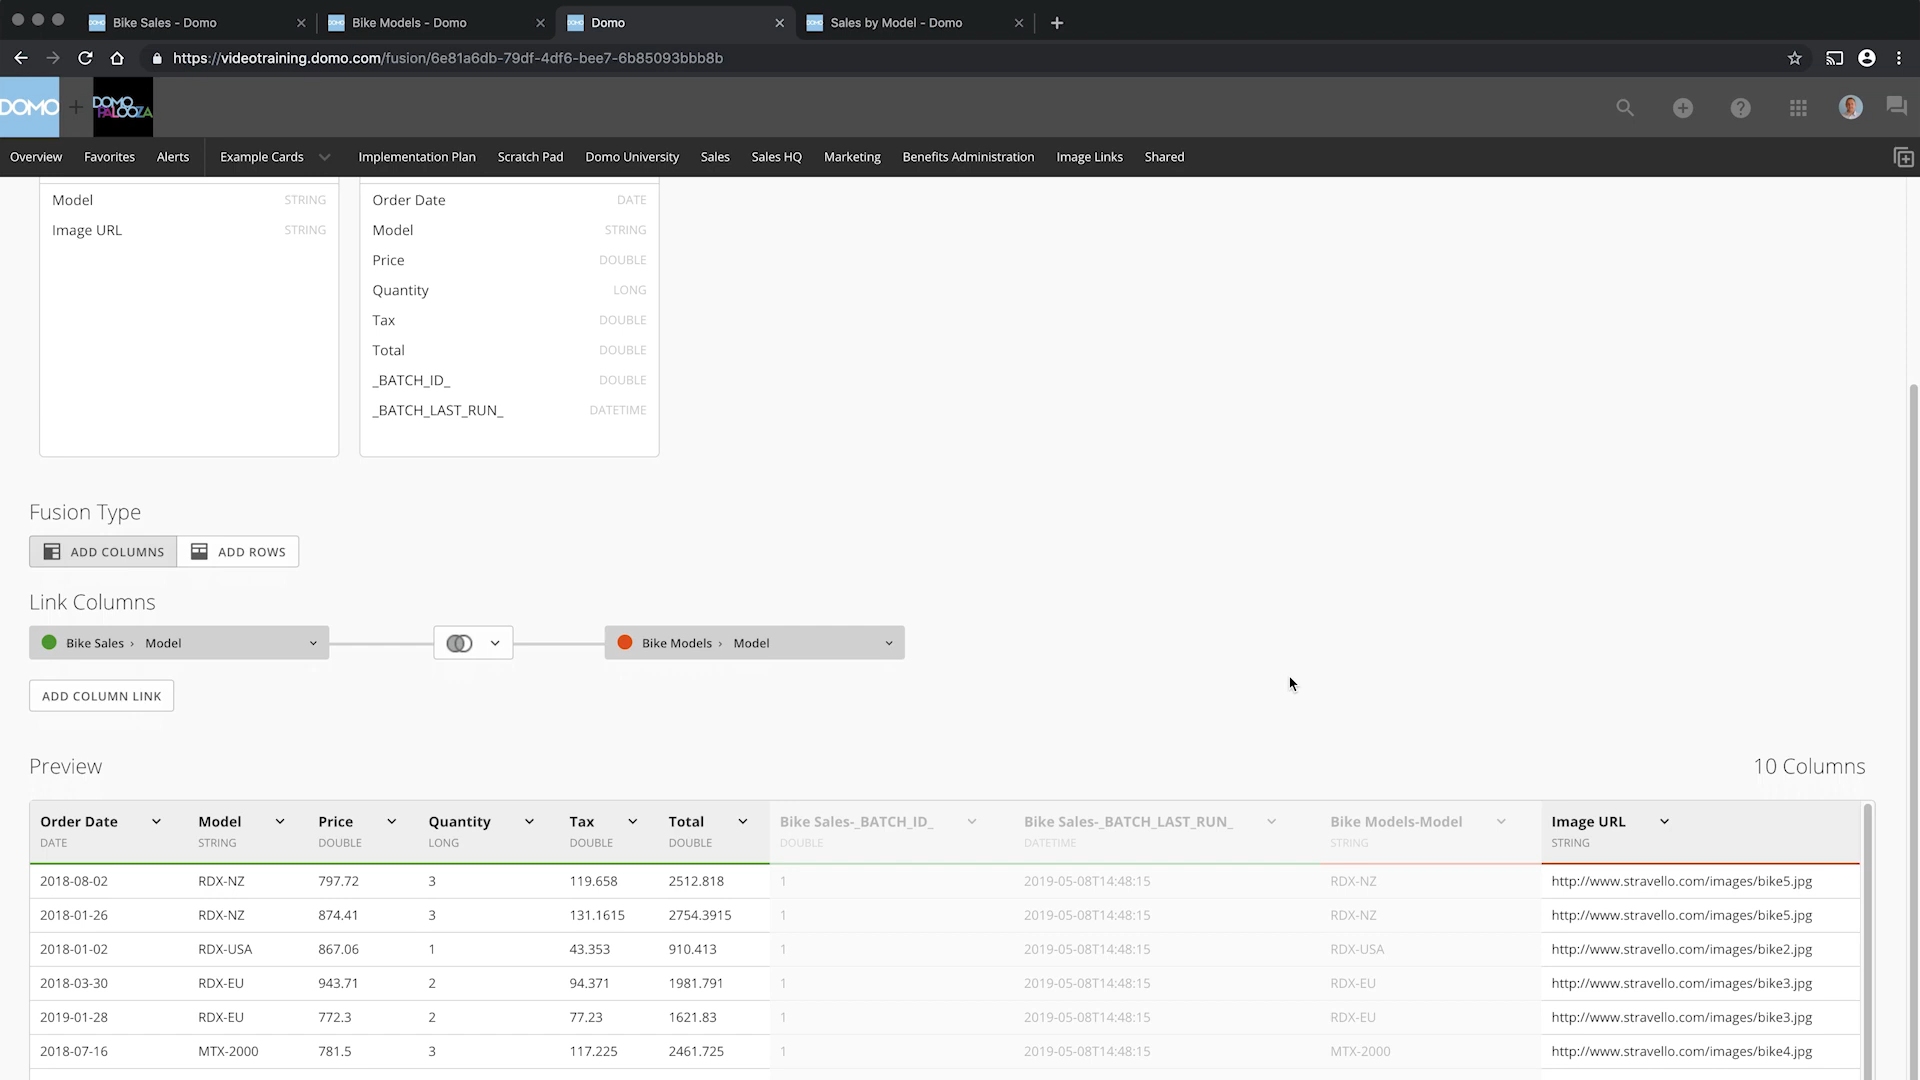 Bike Sales - Domo
Bike Models - Domo
Domo
Sales by Model - Domo
https://videotraining.domo.com/fusion/6e81a6db-79df-4df6-bee7-6b85093bbb8b
DOMO + DOMO PALOOZA
Overview Favorites Alerts Example Cards Implementation Plan Scratch Pad Domo University Sales Sales HQ Marketing Benefits Administration Image Links Shared
Model STRING
Image URL STRING
Order Date DATE
Model STRING
Price DOUBLE
Quantity LONG
Tax DOUBLE
Total DOUBLE
_BATCH_ID_ DOUBLE
_BATCH_LAST_RUN_ DATETIME
Fusion Type
ADD COLUMNS ADD ROWS
Link Columns
Bike Sales › Model
Bike Models › Model
ADD COLUMN LINK
Preview 10 Columns
Order Date Model Price Quantity Tax Total Bike Sales-_BATCH_ID_ Bike Sales-_BATCH_LAST_RUN_ Bike Models-Model Image URL
DATE STRING DOUBLE LONG DOUBLE DOUBLE DOUBLE DATETIME STRING STRING
2018-08-02 RDX-NZ 797.72 3 119.658 2512.818 1 2019-05-08T14:48:15 RDX-NZ http://www.stravello.com/images/bike5.jpg
2018-01-26 RDX-NZ 874.41 3 131.1615 2754.3915 1 2019-05-08T14:48:15 RDX-NZ http://www.stravello.com/images/bike5.jpg
2018-01-02 RDX-USA 867.06 1 43.353 910.413 1 2019-05-08T14:48:15 RDX-USA http://www.stravello.com/images/bike2.jpg
2018-03-30 RDX-EU 943.71 2 94.371 1981.791 1 2019-05-08T14:48:15 RDX-EU http://www.stravello.com/images/bike3.jpg
2019-01-28 RDX-EU 772.3 2 77.23 1621.83 1 2019-05-08T14:48:15 RDX-EU http://www.stravello.com/images/bike3.jpg
2018-07-16 MTX-2000 781.5 3 117.225 2461.725 1 2019-05-08T14:48:15 MTX-2000 http://www.stravello.com/images/bike4.jpg